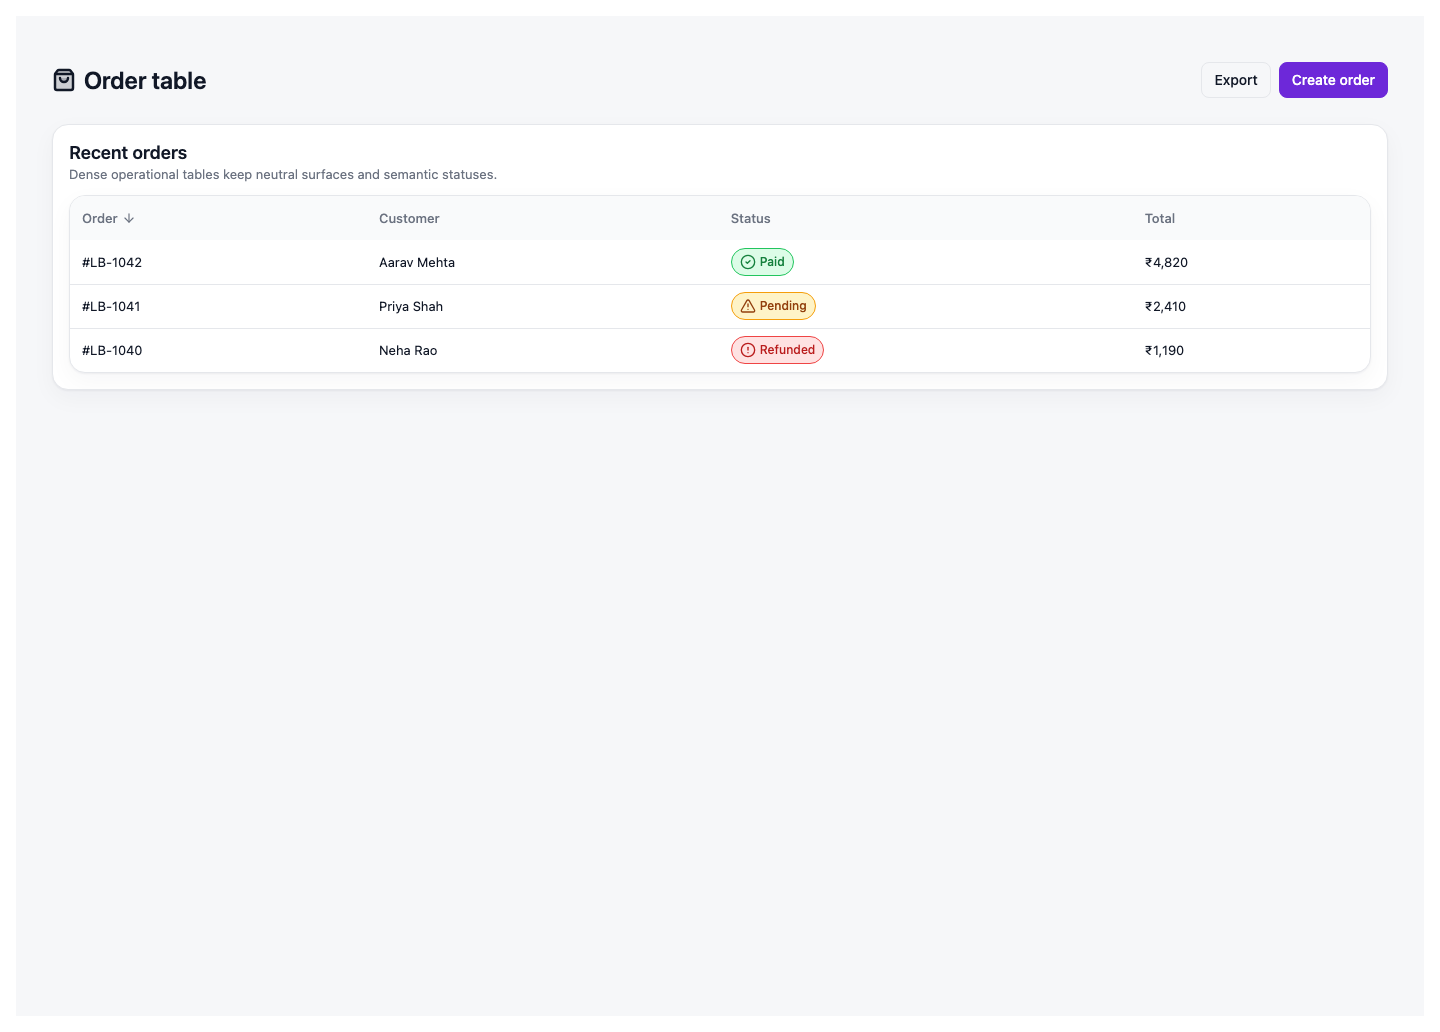 Order table
Export
Create order
Recent orders
Dense operational tables keep neutral surfaces and semantic statuses.
Order Customer Status Total
#LB-1042 Aarav Mehta Paid ₹4,820
#LB-1041 Priya Shah Pending ₹2,410
#LB-1040 Neha Rao Refunded ₹1,190